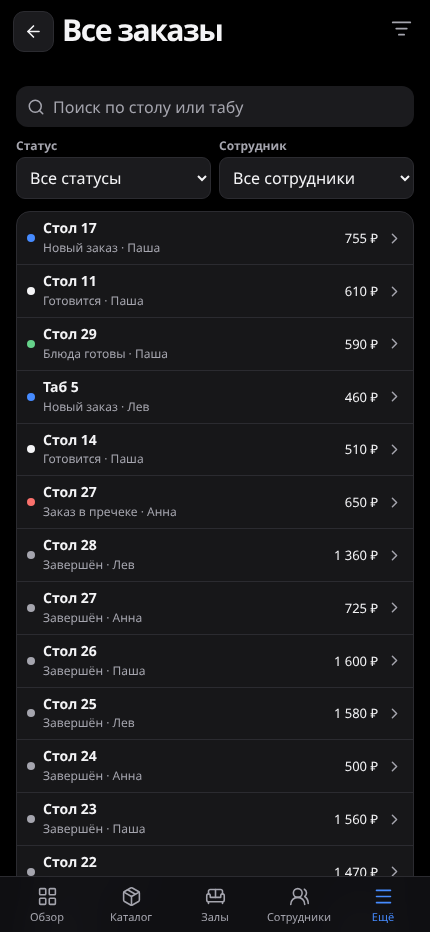 Все заказы
Поиск по столу или табу
Статус
Сотрудник
Все статусы
Все сотрудники
Стол 17
Новый заказ · Паша
755 ₽
Стол 11
Готовится · Паша
610 ₽
Стол 29
Блюда готовы · Паша
590 ₽
Таб 5
Новый заказ · Лев
460 ₽
Стол 14
Готовится · Паша
510 ₽
Стол 27
Заказ в пречеке · Анна
650 ₽
Стол 28
Завершён · Лев
1 360 ₽
Стол 27
Завершён · Анна
725 ₽
Стол 26
Завершён · Паша
1 600 ₽
Стол 25
Завершён · Лев
1 580 ₽
Стол 24
Завершён · Анна
500 ₽
Стол 23
Завершён · Паша
1 560 ₽
Стол 22
1 470 ₽
Обзор
Каталог
Залы
Сотрудники
Ещё